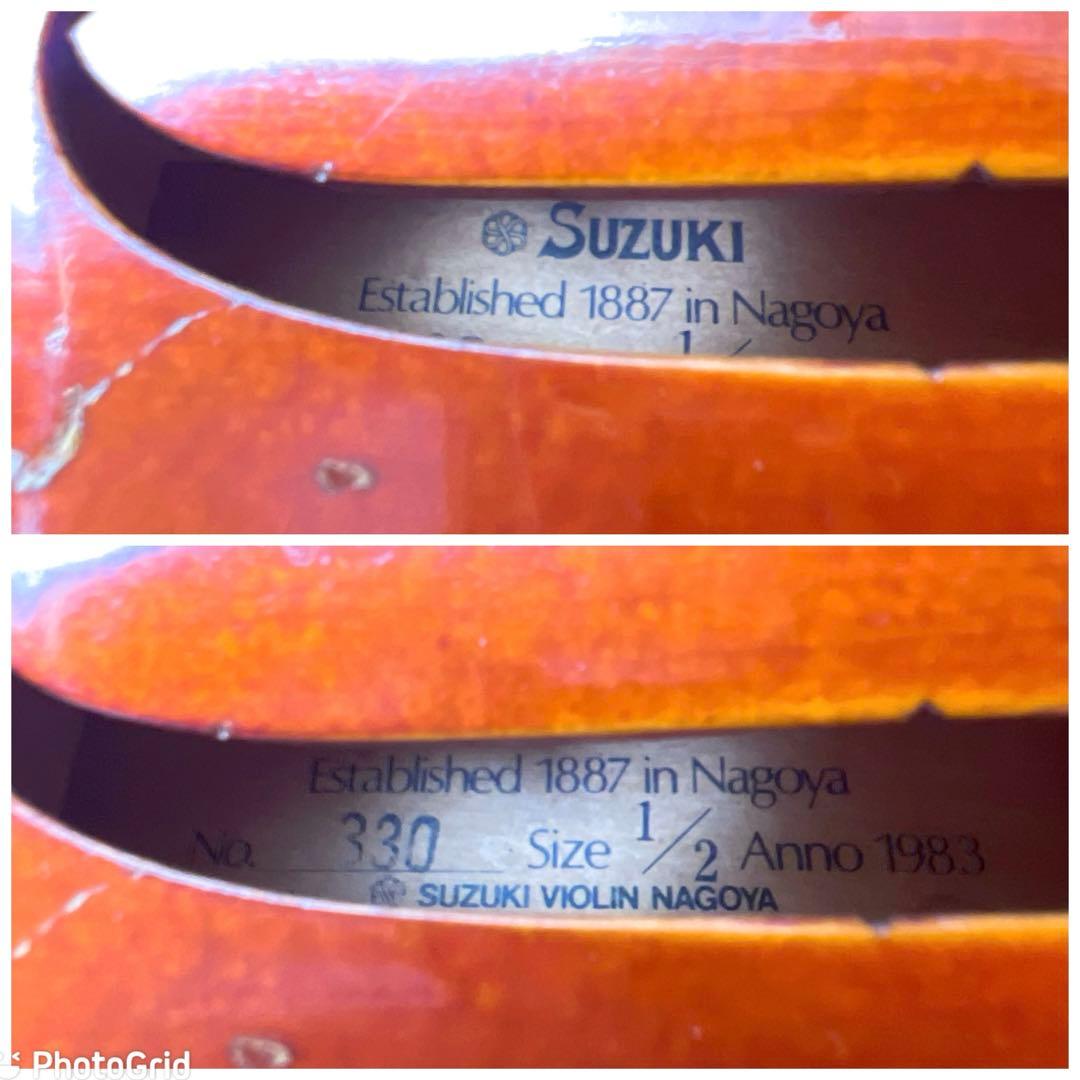 SUZUKI
Established 1887 in Nagoya
Established 1887 in Nagoya
No. 330 Size 1/2 Anno 1983
SUZUKI VIOLIN NAGOYA
PhotoGrid